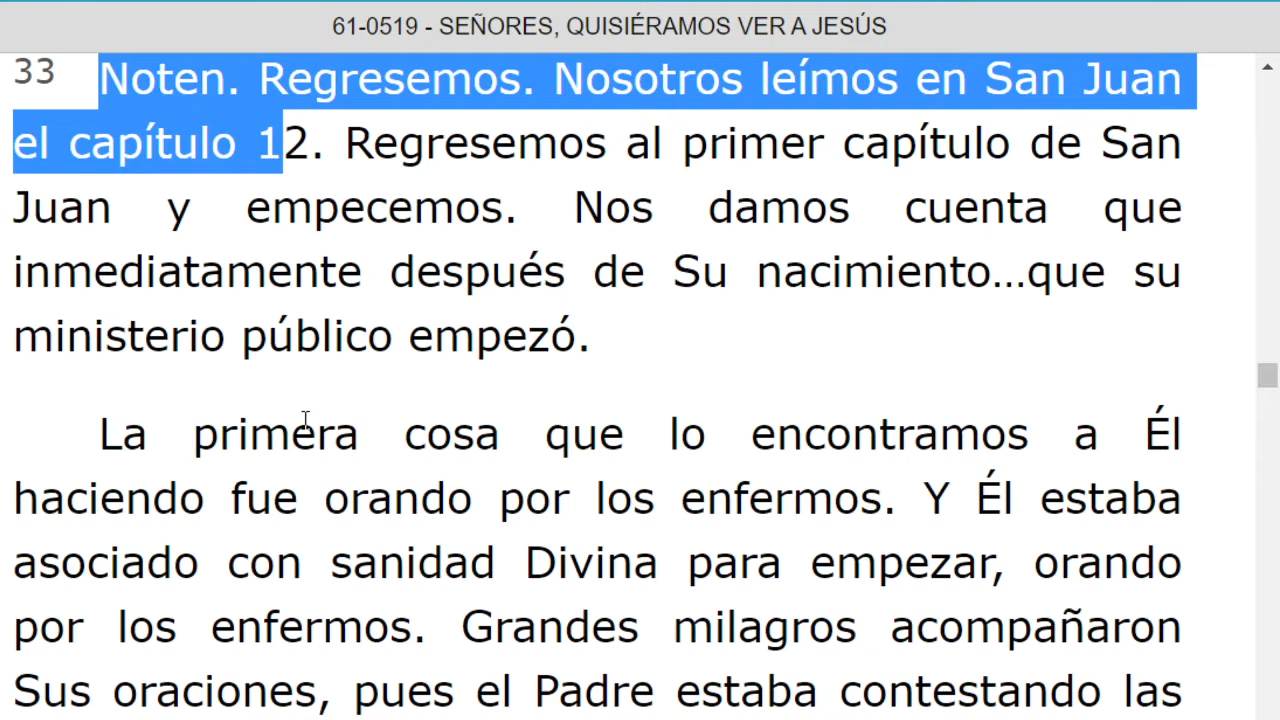 61-0519 - SEÑORES, QUISIÉRAMOS VER A JESÚS
33 Noten. Regresemos. Nosotros leímos en San Juan
el capítulo 12. Regresemos al primer capítulo de San
Juan y empecemos. Nos damos cuenta que
inmediatamente después de Su nacimiento…que su
ministerio público empezó.
La primera cosa que lo encontramos a Él
haciendo fue orando por los enfermos. Y Él estaba
asociado con sanidad Divina para empezar, orando
por los enfermos. Grandes milagros acompañaron
Sus oraciones, pues el Padre estaba contestando las